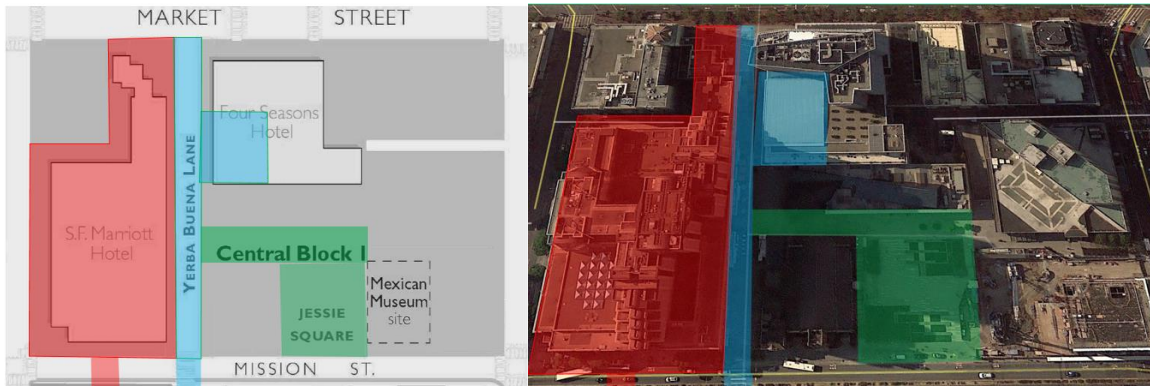 MARKET STREET
Four Seasons
Hotel
YERBA BUENA LANE
S.F. Marriott
Hotel
Central Block 1
Mexican
Museum
site
JESSIE
SQUARE
MISSION ST.